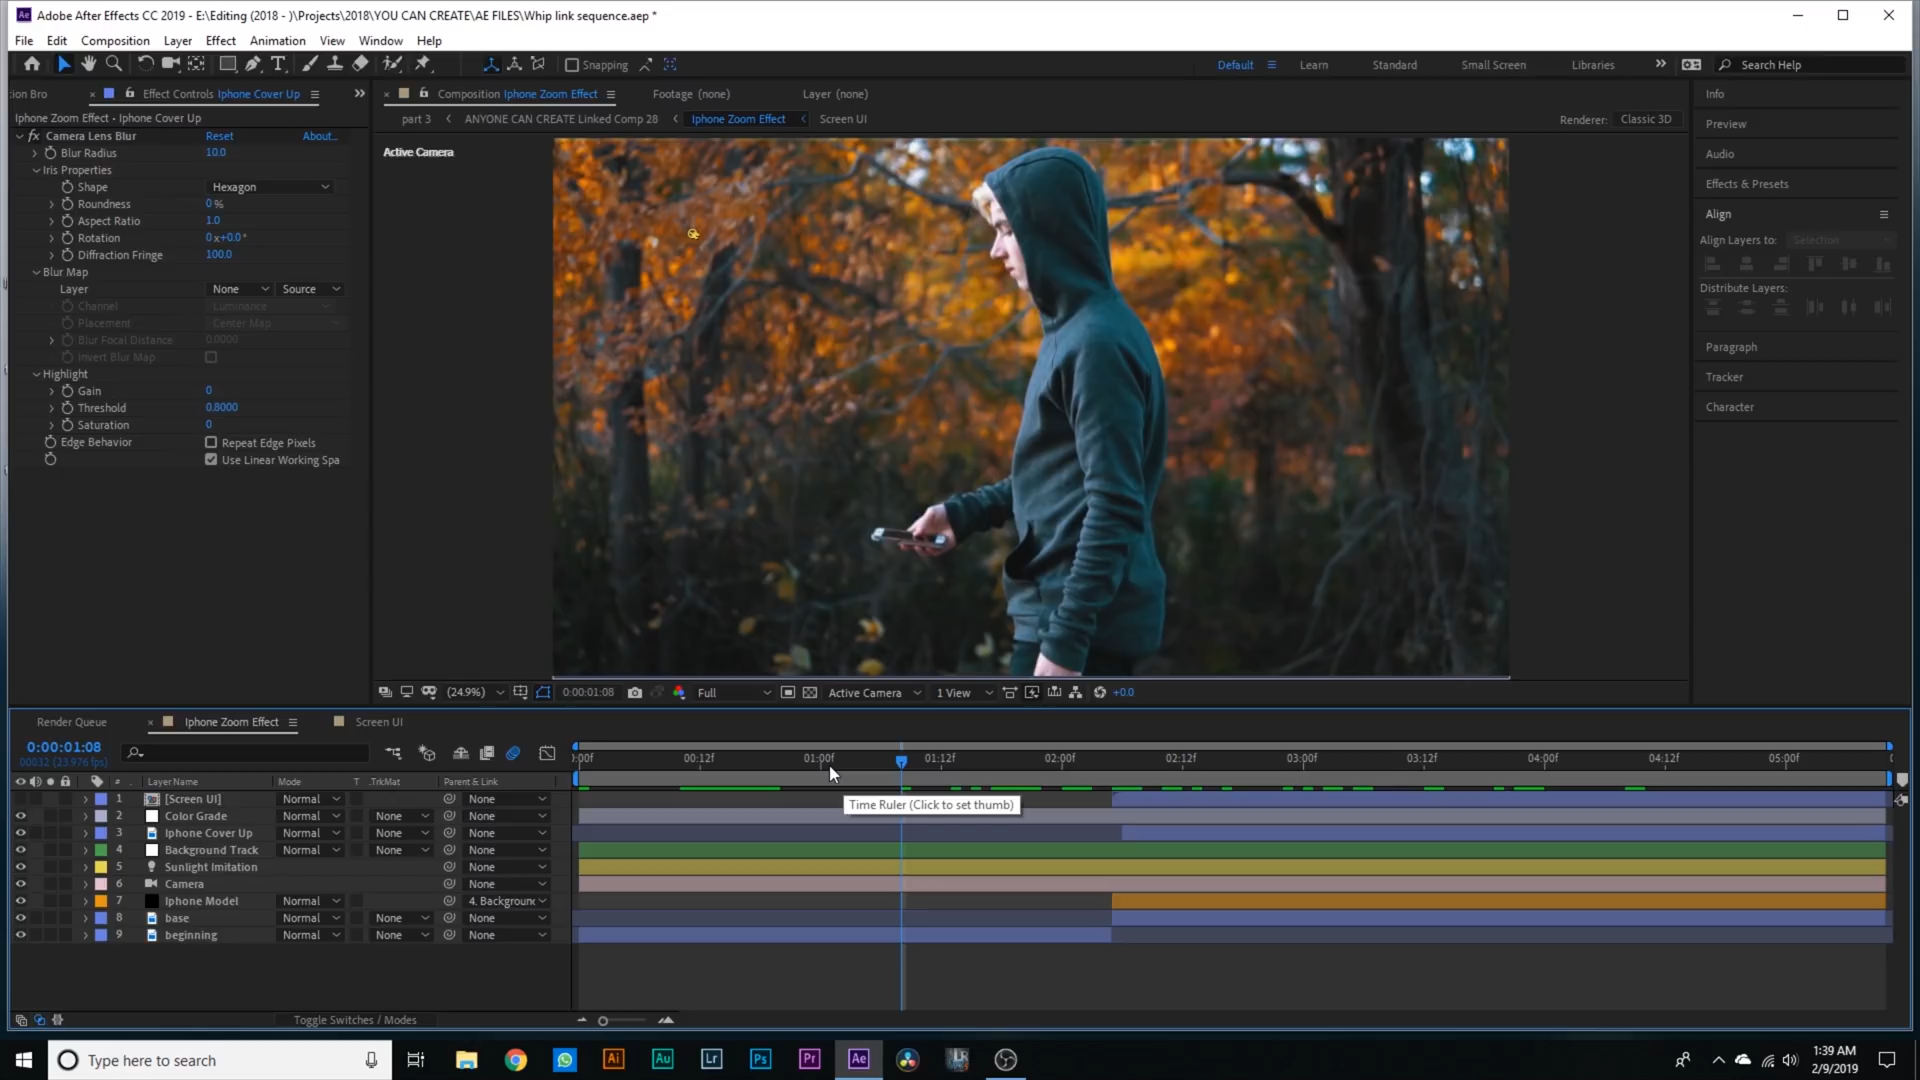 Adobe After Effects CC 2019 - E:\Editing (2018 - )\Projects\2018\YOU CAN CREATE\AE FILES\Whip link sequence.aep *
File Edit Composition Layer Effect Animation View Window Help
Snapping Default Learn Standard Small Screen Libraries Search Help
ion Bro Effect Controls Iphone Cover Up
Composition Iphone Zoom Effect Footage (none) Layer (none)
Iphone Zoom Effect • Iphone Cover Up
part 3 ANYONE CAN CREATE Linked Comp 28 Iphone Zoom Effect Screen UI Renderer: Classic 3D
Active Camera
fx Camera Lens Blur Reset About...
Blur Radius 10.0
Iris Properties
Shape Hexagon
Roundness 0 %
Aspect Ratio 1.0
Rotation 0 x+0.0 °
Diffraction Fringe 100.0
Blur Map
Layer None Source
Channel Luminance
Placement Center Map
Blur Focal Distance 0.0000
Invert Blur Map
Highlight
Gain 0
Threshold 0.8000
Saturation 0
Edge Behavior Repeat Edge Pixels
Use Linear Working Spa
Info
Preview
Audio
Effects & Presets
Align
Align Layers to: Selection
Distribute Layers:
Paragraph
Tracker
Character
(24.9%) 0:00:01:08 Full Active Camera 1 View +0.0
Render Queue Iphone Zoom Effect Screen UI
0:00:01:08
00032 (23.976 fps)
:00f 00:12f 01:00f 01:12f 02:00f 02:12f 03:00f 03:12f 04:00f 04:12f 05:00f
# Layer Name Mode T .TrkMat Parent & Link
1 [Screen UI] Normal None
2 Color Grade Normal None None
3 Iphone Cover Up Normal None None
4 Background Track Normal None None
5 Sunlight Imitation None
6 Camera None
7 Iphone Model Normal 4. Background
8 base Normal None None
9 beginning Normal None None
Time Ruler (Click to set thumb)
Toggle Switches / Modes
Type here to search
Ai Au Lr Ps Pr Ae
1:39 AM
2/9/2019